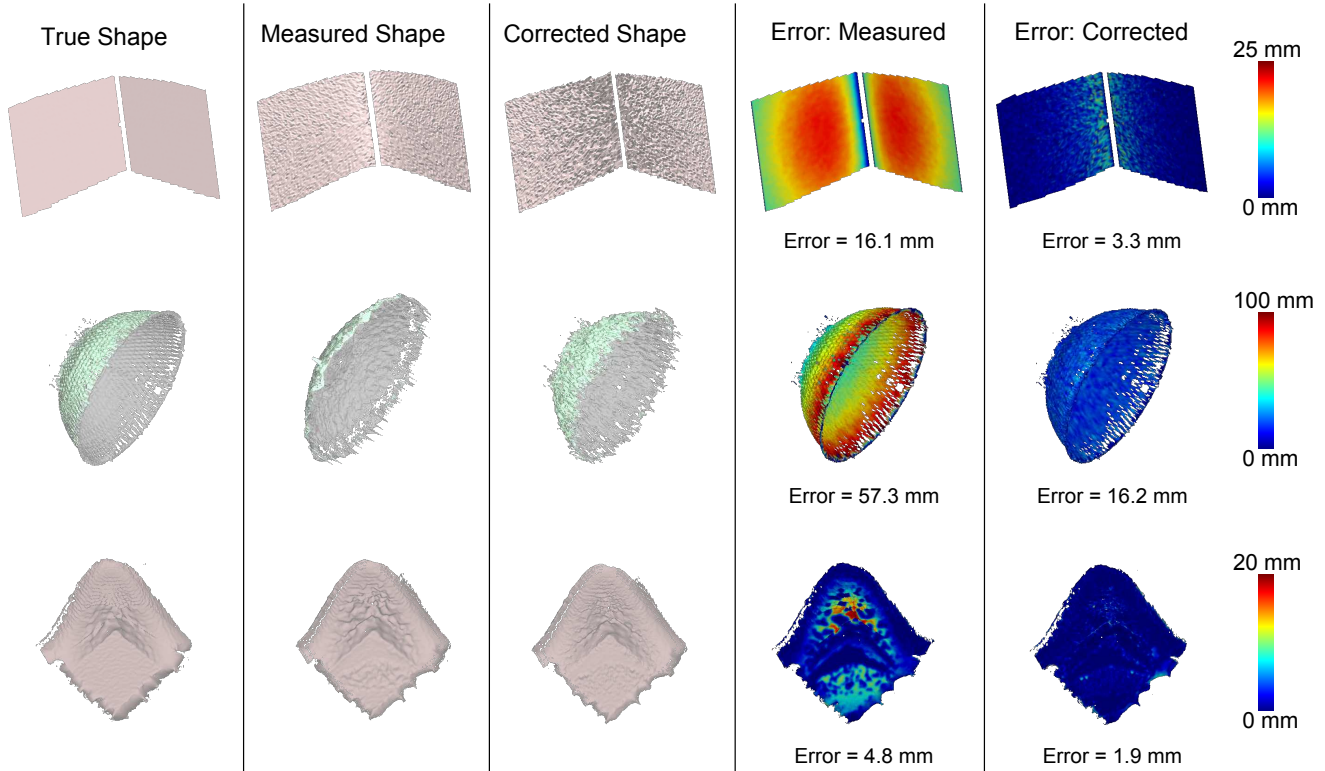 True Shape
Measured Shape
Corrected Shape
Error: Measured
Error: Corrected
25 mm
0 mm
Error = 16.1 mm
Error = 3.3 mm
100 mm
0 mm
Error = 57.3 mm
Error = 16.2 mm
20 mm
0 mm
Error = 4.8 mm
Error = 1.9 mm